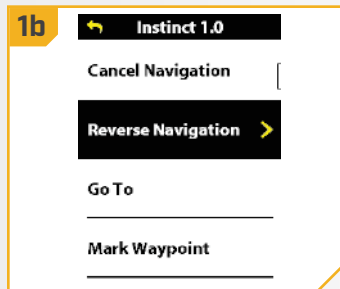 1b
Instinct 1.0
Cancel Navigation
Reverse Navigation
Go To
Mark Waypoint